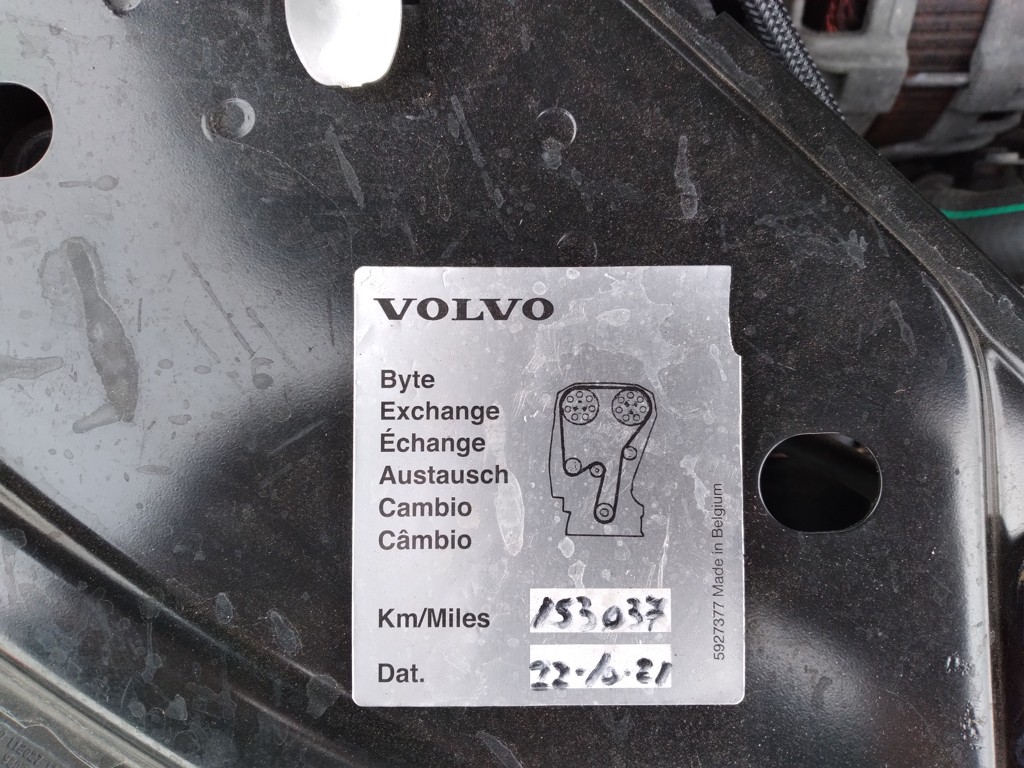 VOLVO
Byte
Exchange
Échange
Austausch
Cambio
Câmbio
Km/Miles 153037
Dat. 22-10-21
5927377 Made in Belgium